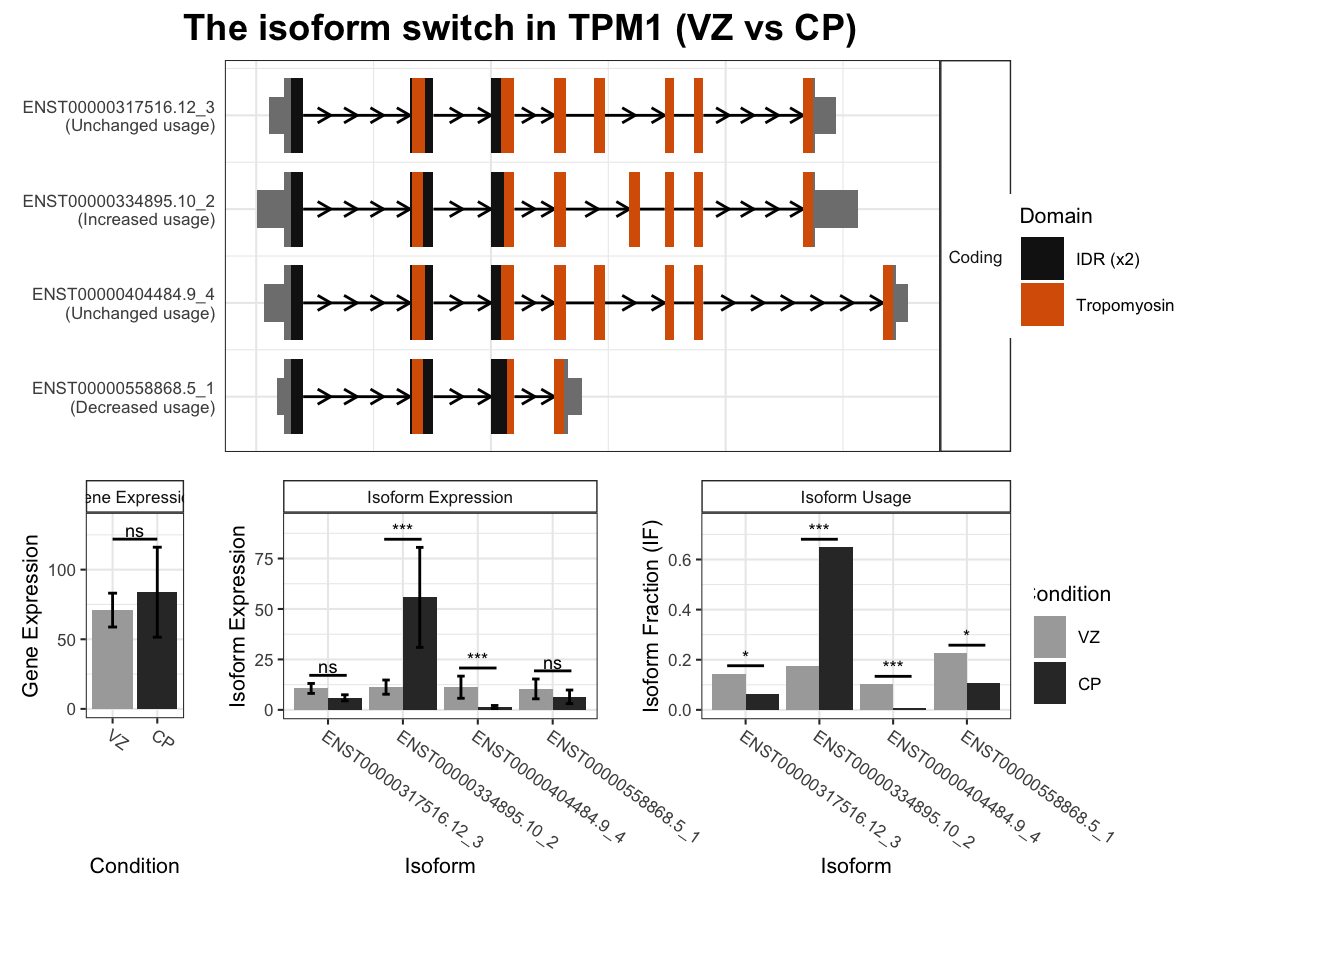 The isoform switch in TPM1 (VZ vs CP)
ENST00000317516.12_3
(Unchanged usage)
ENST00000334895.10_2
(Increased usage)
ENST00000404484.9_4
(Unchanged usage)
ENST00000558868.5_1
(Decreased usage)
Coding
Domain
IDR (x2)
Tropomyosin
ene Expressio
Gene Expression
100
50
0
ns
VZ
CP
Condition
Isoform Expression
Isoform Expression
75
50
25
0
ns
***
***
ns
ENST00000317516.12_3
ENST00000334895.10_2
ENST00000404484.9_4
ENST00000558868.5_1
Isoform
Isoform Usage
Isoform Fraction (IF)
0.6
0.4
0.2
0.0
*
***
***
*
ENST00000317516.12_3
ENST00000334895.10_2
ENST00000404484.9_4
ENST00000558868.5_1
Isoform
Condition
VZ
CP